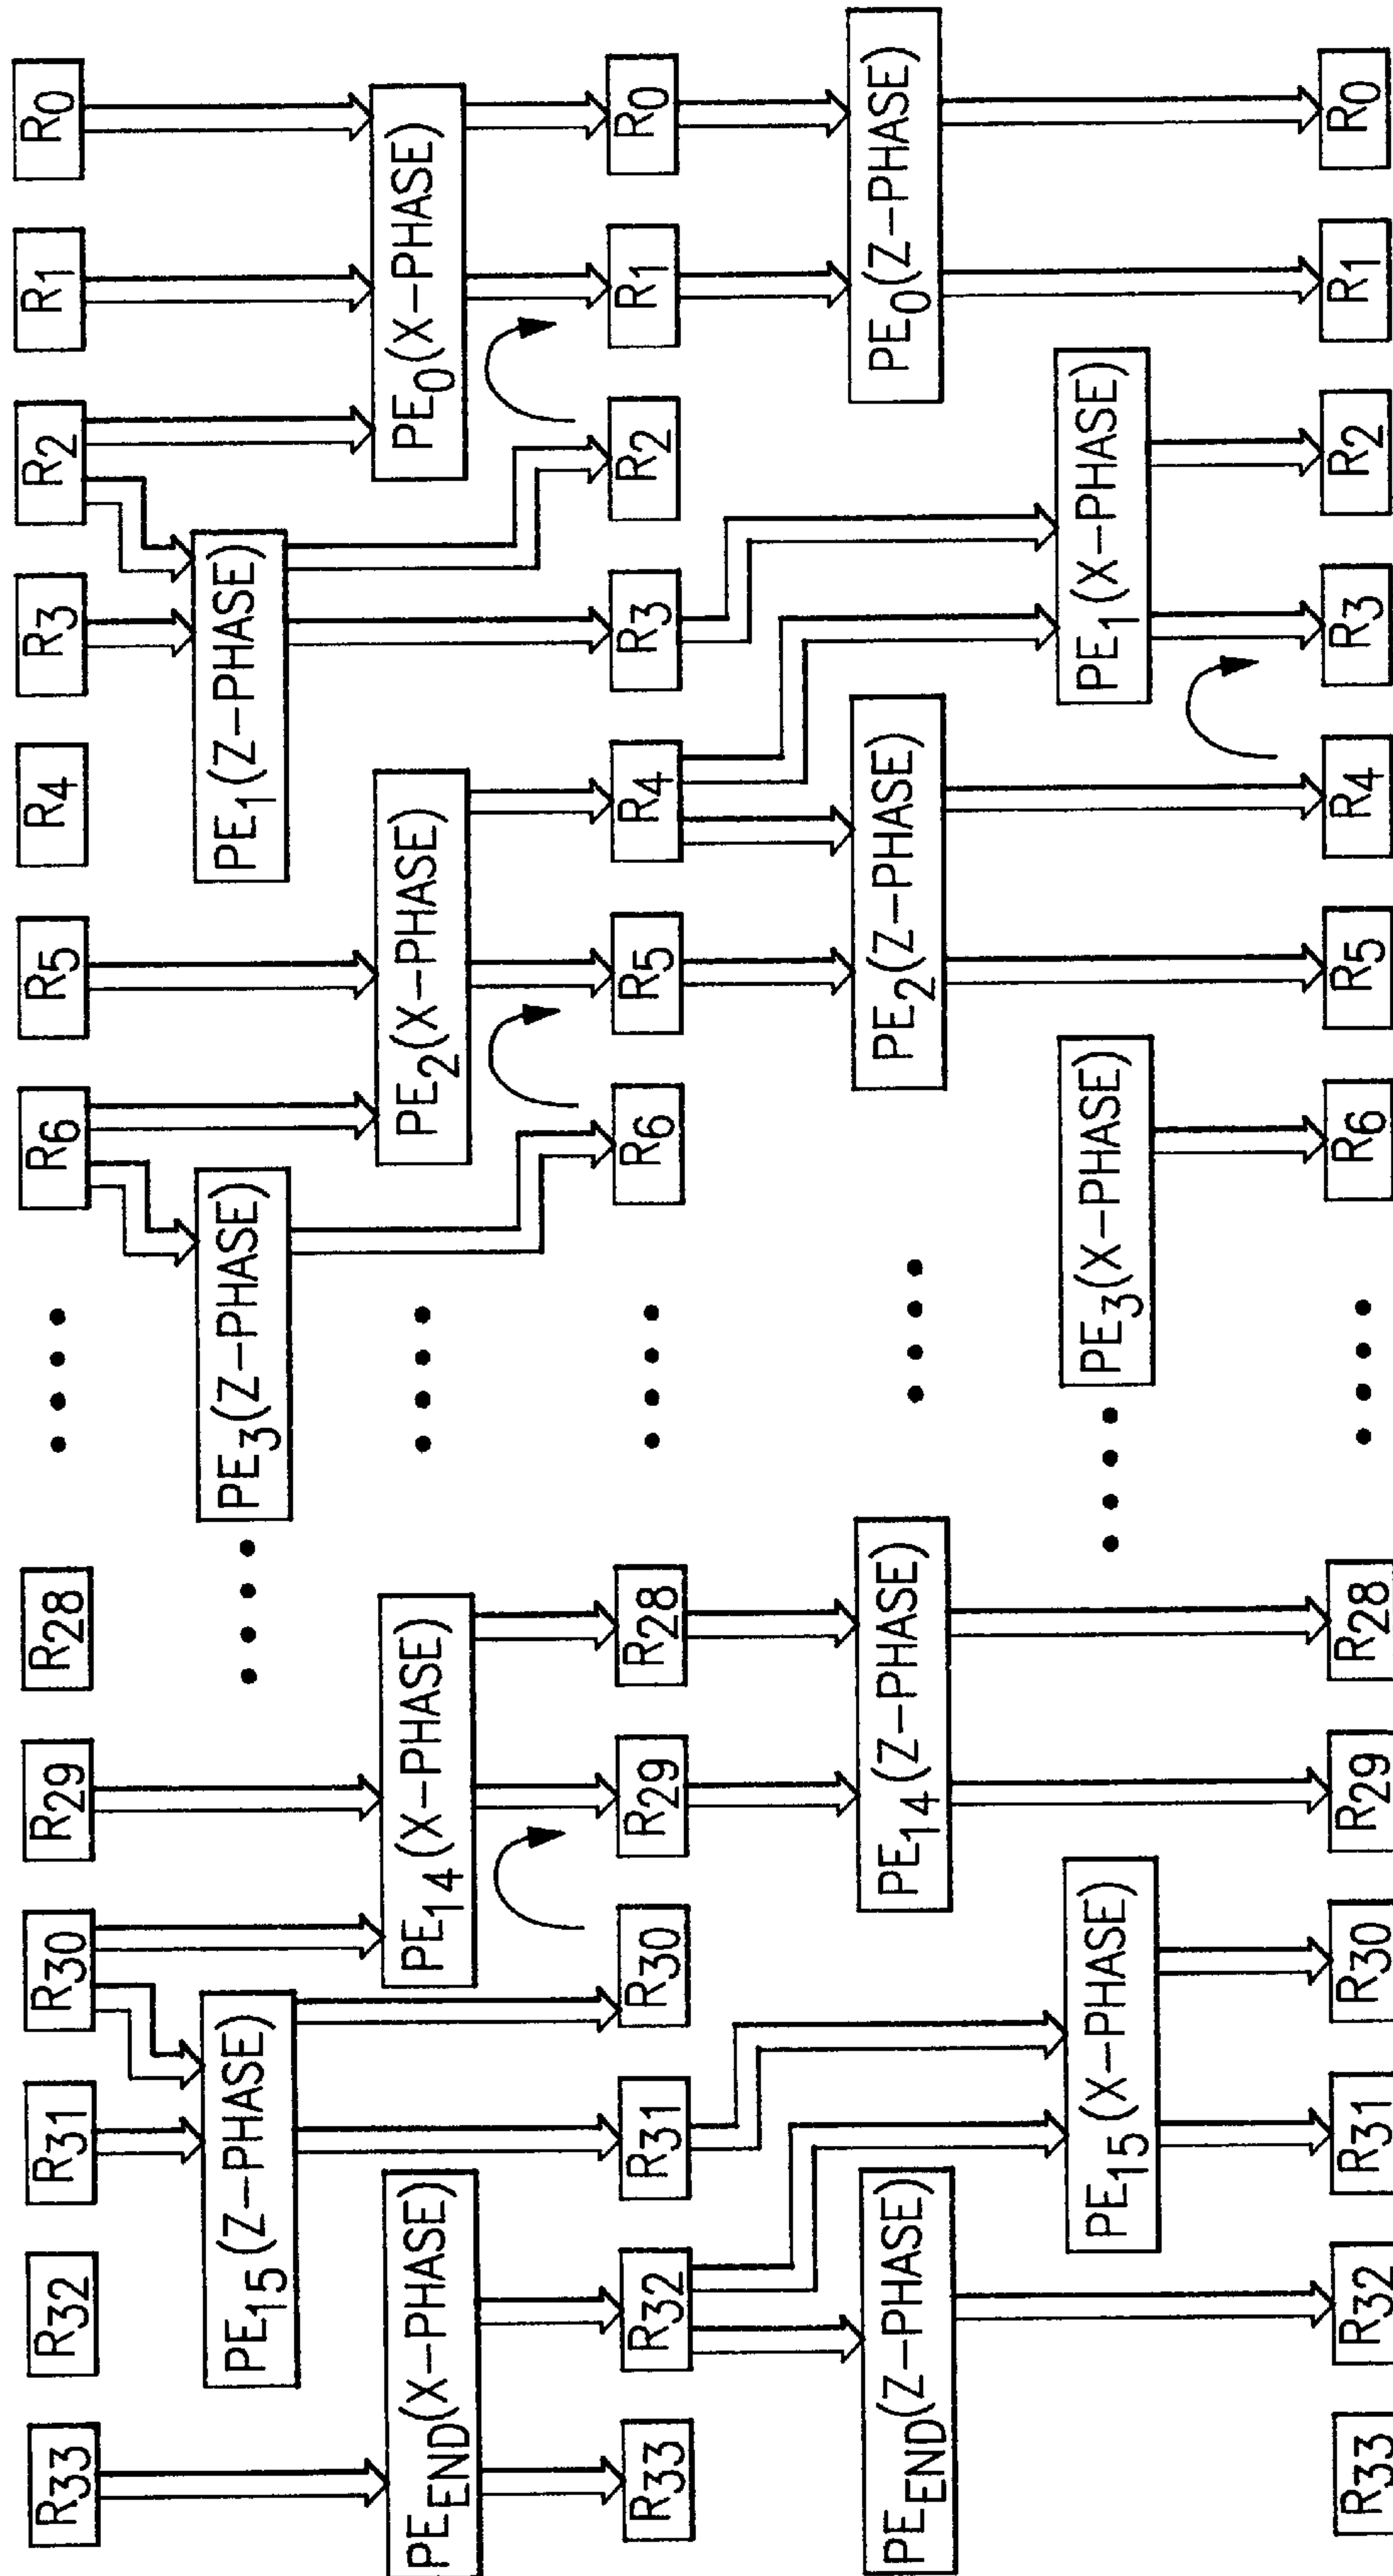 R33 R32 R31 R30 R29 R28 R6 R5 R4 R3 R2 R1 R0
PE15(Z-PHASE) PE3(Z-PHASE) PE1(Z-PHASE)
PEEND(X-PHASE) PE14(X-PHASE) PE2(X-PHASE) PE0(X-PHASE)
R33 R32 R31 R30 R29 R28 R6 R5 R4 R3 R2 R1 R0
PEEND(Z-PHASE) PE14(Z-PHASE) PE2(Z-PHASE) PE0(Z-PHASE)
PE15(X-PHASE) PE3(X-PHASE) PE1(X-PHASE)
R33 R32 R31 R30 R29 R28 R6 R5 R4 R3 R2 R1 R0